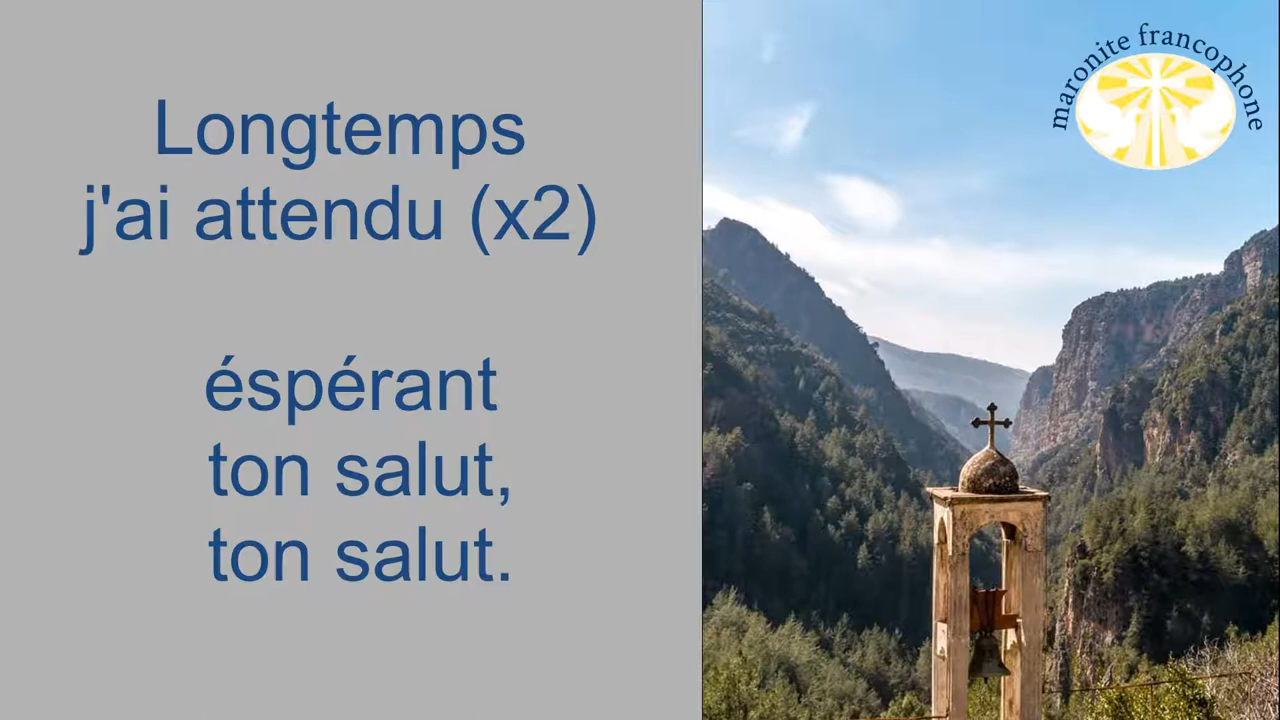 Longtemps
j'ai attendu (x2)
éspérant
ton salut,
ton salut.
maronite francophone